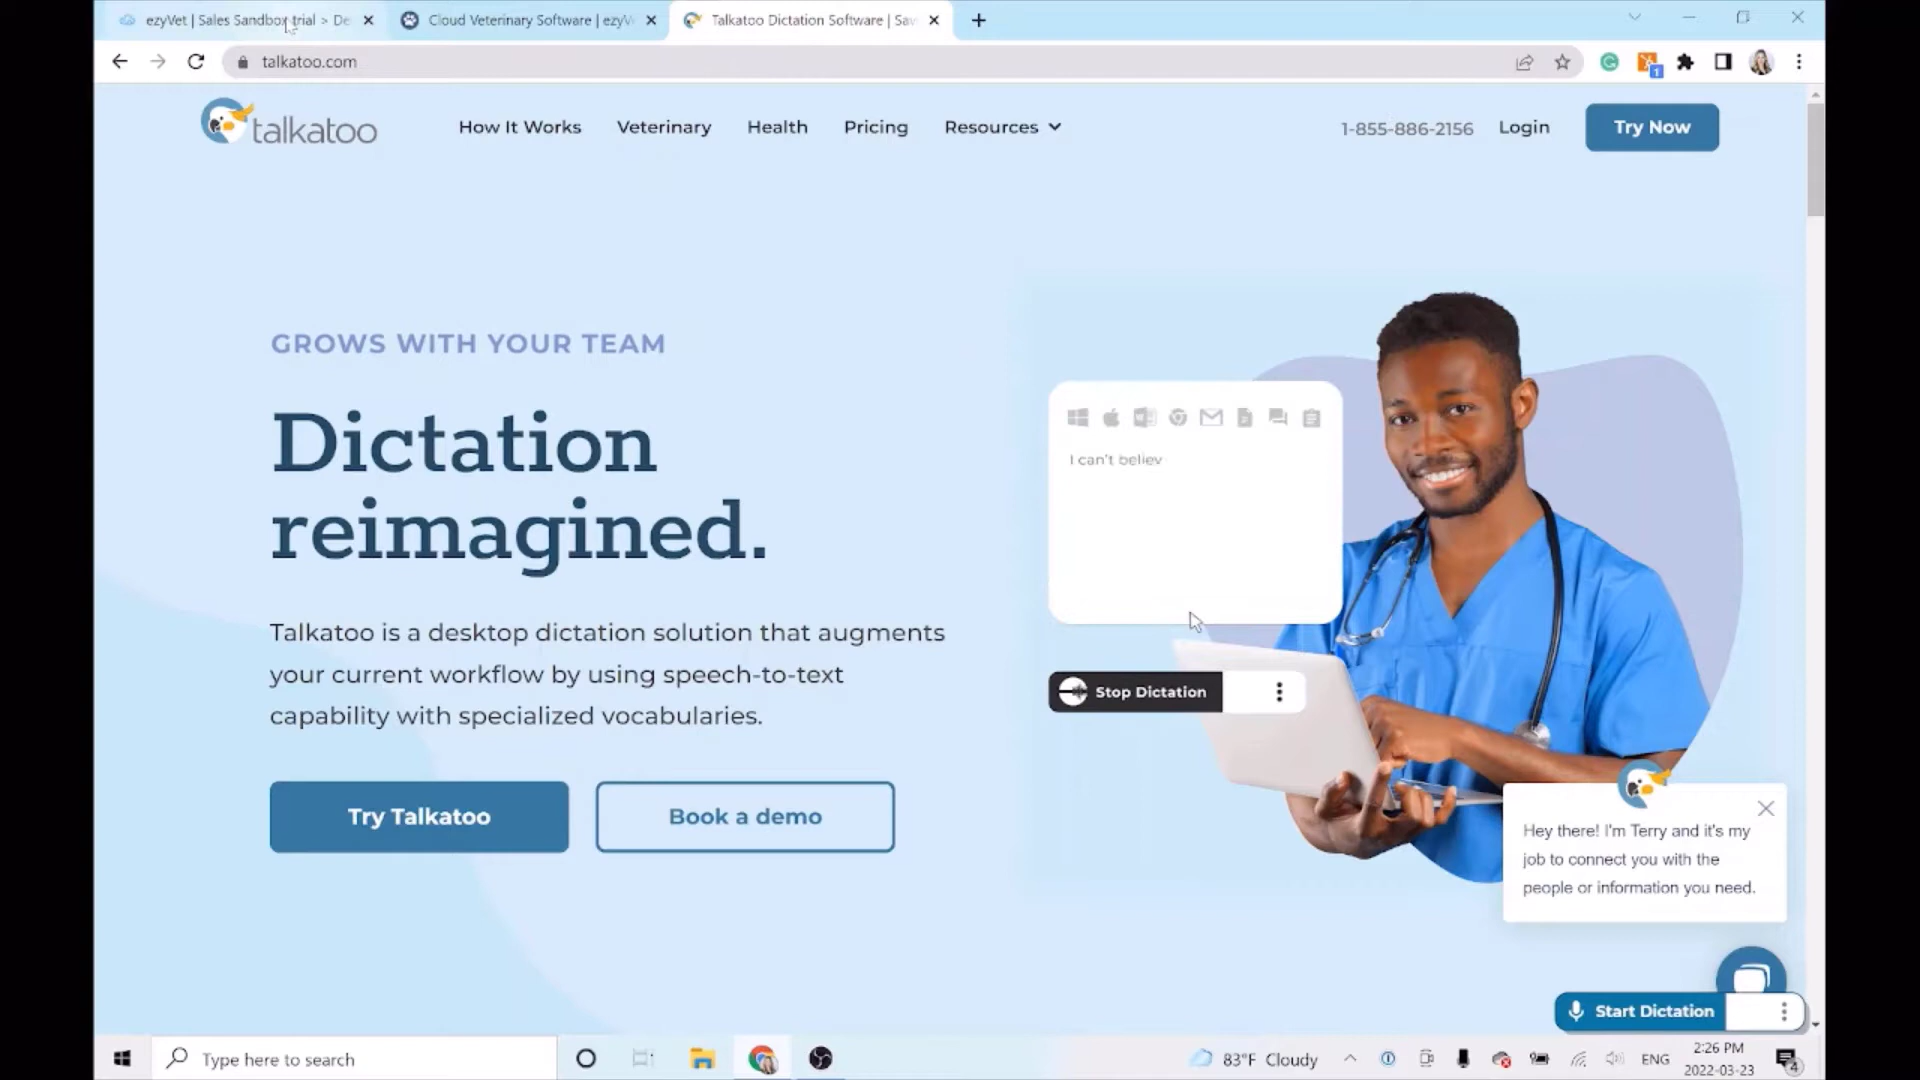 ezyVet | Sales Sandbox trial > De
Cloud Veterinary Software | ezyV
Talkatoo Dictation Software | Sav
talkatoo.com
1
talkatoo
How It Works
Veterinary
Health
Pricing
Resources
1-855-886-2156
Login
Try Now
GROWS WITH YOUR TEAM
Dictation
reimagined.
Talkatoo is a desktop dictation solution that augments
your current workflow by using speech-to-text
capability with specialized vocabularies.
Try Talkatoo
Book a demo
I can't believ
Stop Dictation
Hey there! I'm Terry and it's my
job to connect you with the
people or information you need.
Start Dictation
Type here to search
83°F Cloudy
ENG
2:26 PM
2022-03-23
4